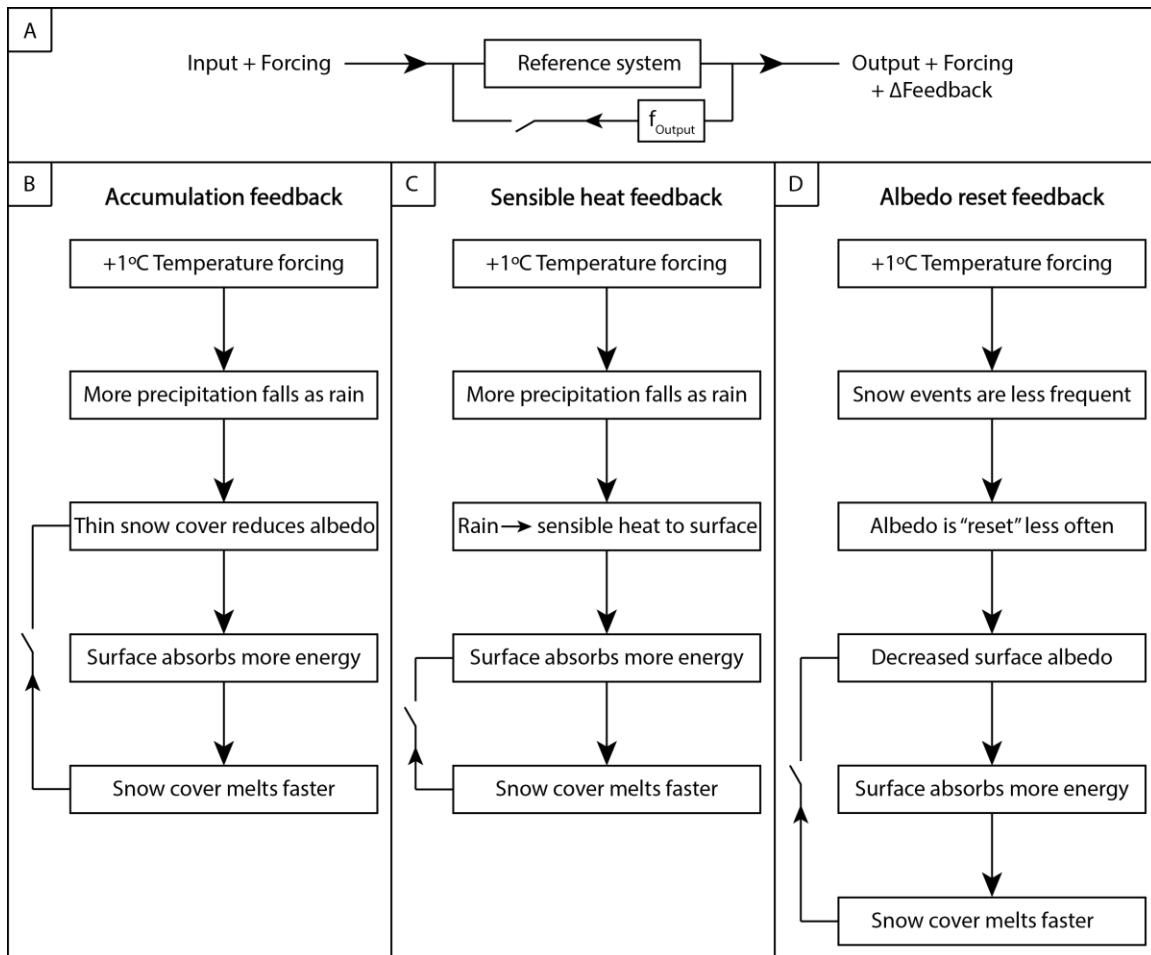 A
Input + Forcing
Reference system
Output + Forcing
+ ΔFeedback
f_Output
B
Accumulation feedback
+1ºC Temperature forcing
More precipitation falls as rain
Thin snow cover reduces albedo
Surface absorbs more energy
Snow cover melts faster
C
Sensible heat feedback
+1ºC Temperature forcing
More precipitation falls as rain
Rain → sensible heat to surface
Surface absorbs more energy
Snow cover melts faster
D
Albedo reset feedback
+1ºC Temperature forcing
Snow events are less frequent
Albedo is “reset” less often
Decreased surface albedo
Surface absorbs more energy
Snow cover melts faster